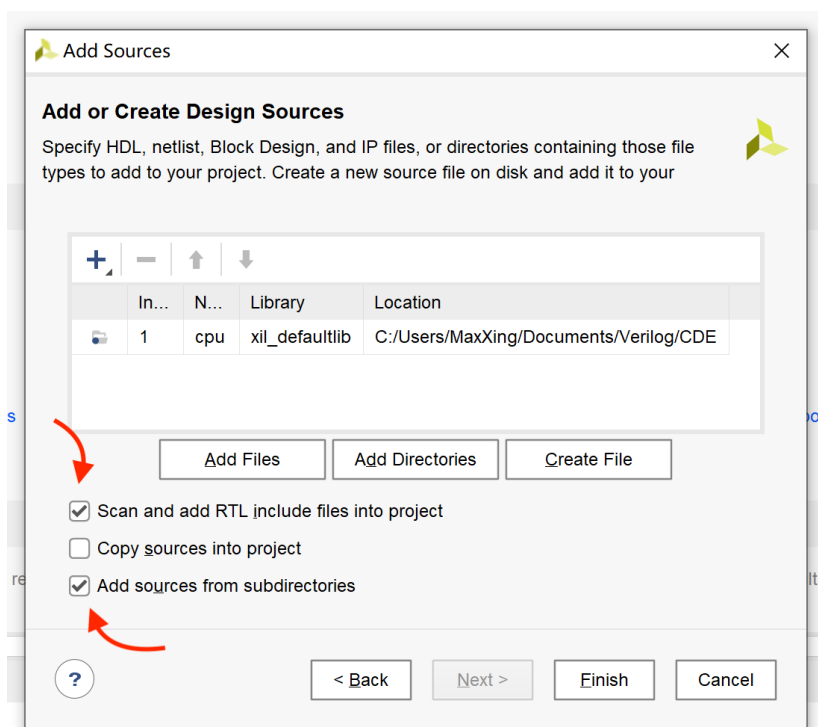 Add Sources
Add or Create Design Sources
Specify HDL, netlist, Block Design, and IP files, or directories containing those file
types to add to your project. Create a new source file on disk and add it to your
In... N... Library Location
1 cpu xil_defaultlib C:/Users/MaxXing/Documents/Verilog/CDE
s
Add Files Add Directories Create File
Scan and add RTL include files into project
Copy sources into project
re
Add sources from subdirectories
lt
? < Back Next > Finish Cancel